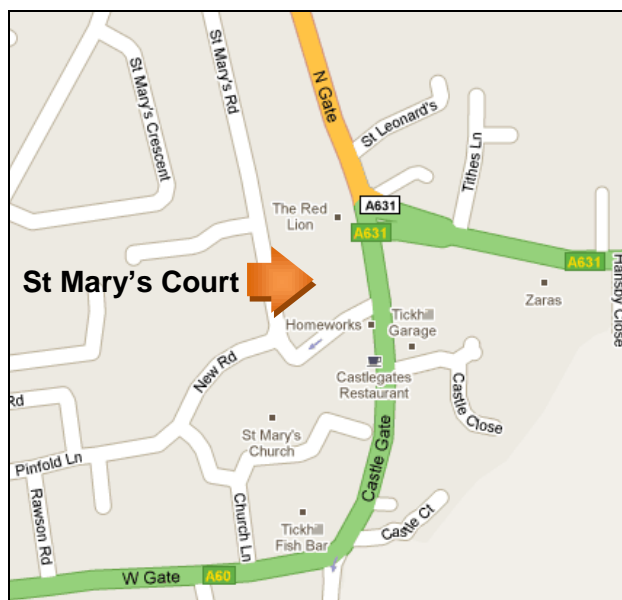 St Mary's Crescent
St Mary's Rd
N Gate
St Leonard's
Tithes Ln
A631
The Red
Lion
A631
A631
Hansby Close
St Mary's Court
Zaras
Homeworks
Tickhill
Garage
New Rd
Castlegates
Restaurant
Castle Close
Rd
St Mary's
Church
Pinfold Ln
Castle Gate
Rawson Rd
Church Ln
Tickhill
Fish Bar
Castle Ct
W Gate
A60